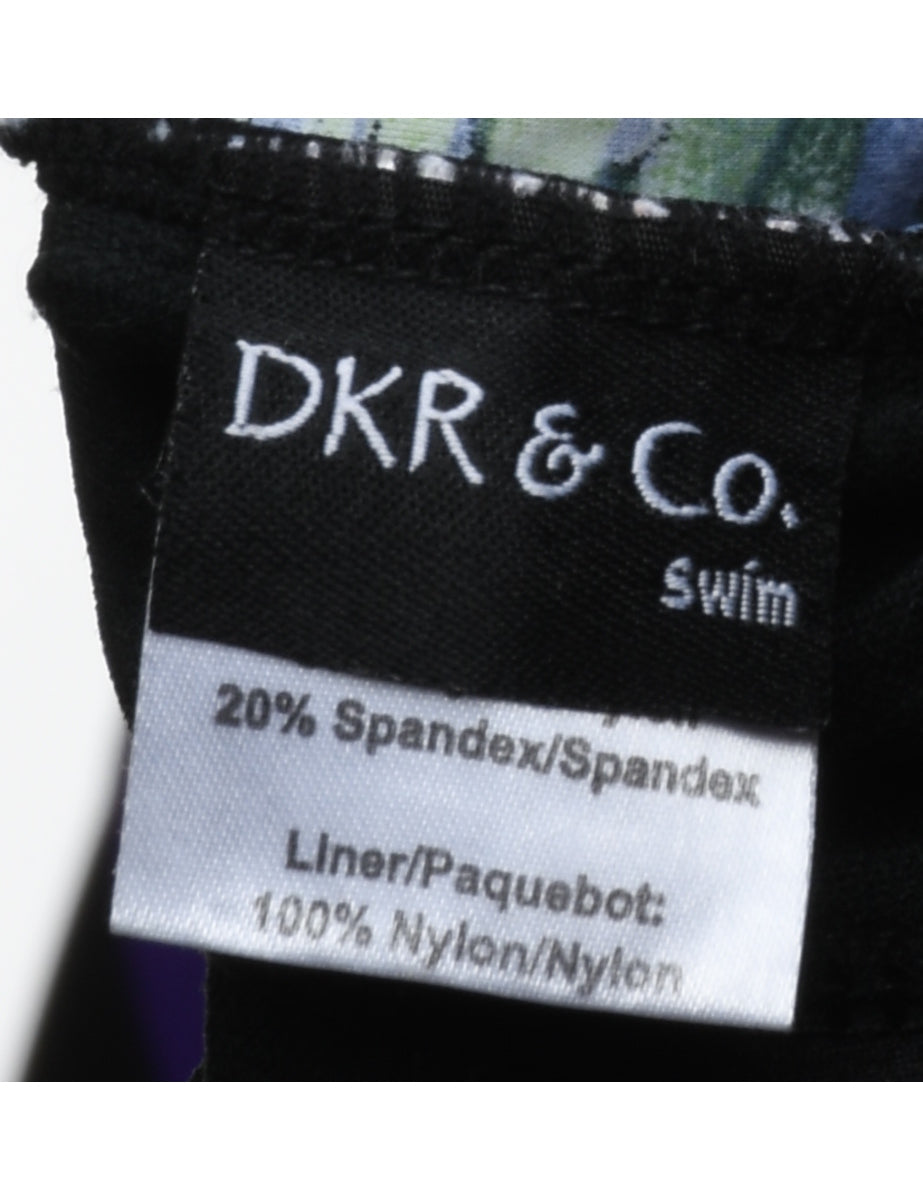 DKR & Co.
swim
20% Spandex/Spandex
Liner/Paquebot:
100% Nylon/Nylon